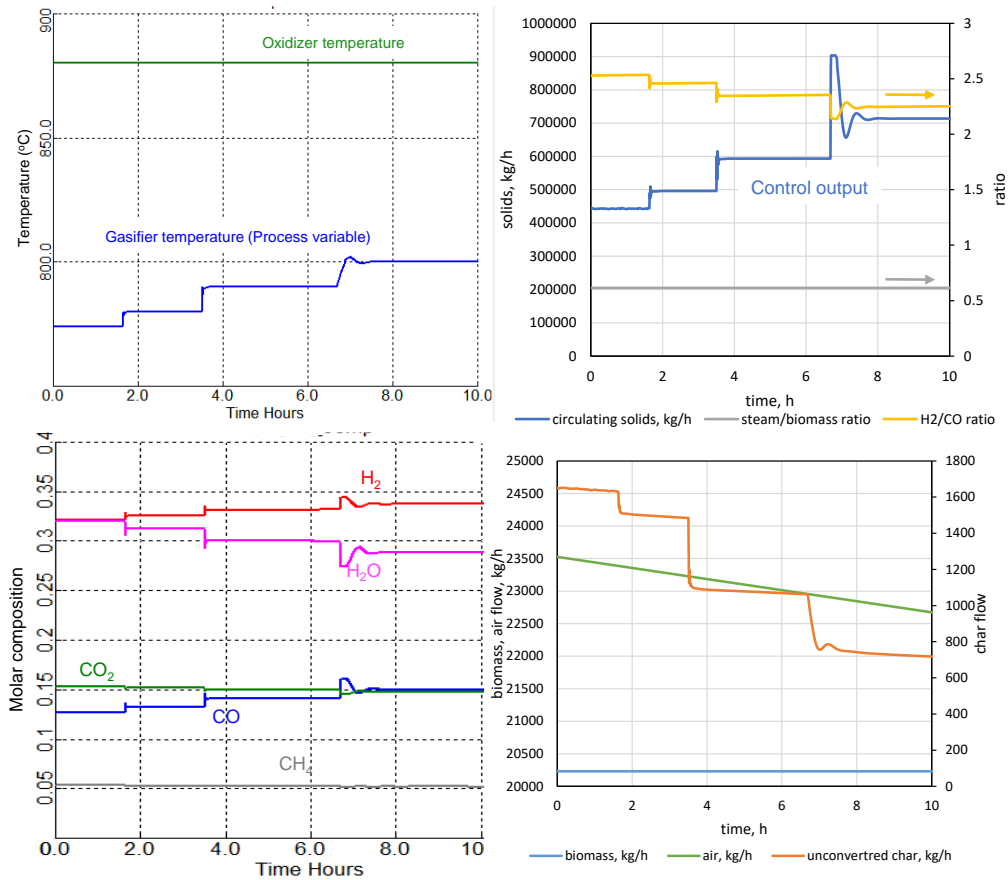 900
850.0
800.0
Temperature (°C)
Oxidizer temperature
Gasifier temperature (Process variable)
0.0 2.0 4.0 6.0 8.0 10.0
Time Hours
1000000
900000
800000
700000
600000
500000
400000
300000
200000
100000
0
solids, kg/h
3
2.5
2
1.5
1
0.5
0
ratio
Control output
0 2 4 6 8 10
time, h
circulating solids, kg/h steam/biomass ratio H2/CO ratio
0.4
0.35
0.3
0.25
0.2
0.15
0.1
0.05
Molar composition
H₂
H₂O
CO₂
CO
CH₄
0.0 2.0 4.0 6.0 8.0 10.0
Time Hours
25000
24500
24000
23500
23000
22500
22000
21500
21000
20500
20000
biomass, air flow, kg/h
1800
1600
1400
1200
1000
800
600
400
200
0
char flow
0 2 4 6 8 10
time, h
biomass, kg/h air, kg/h unconvertred char, kg/h